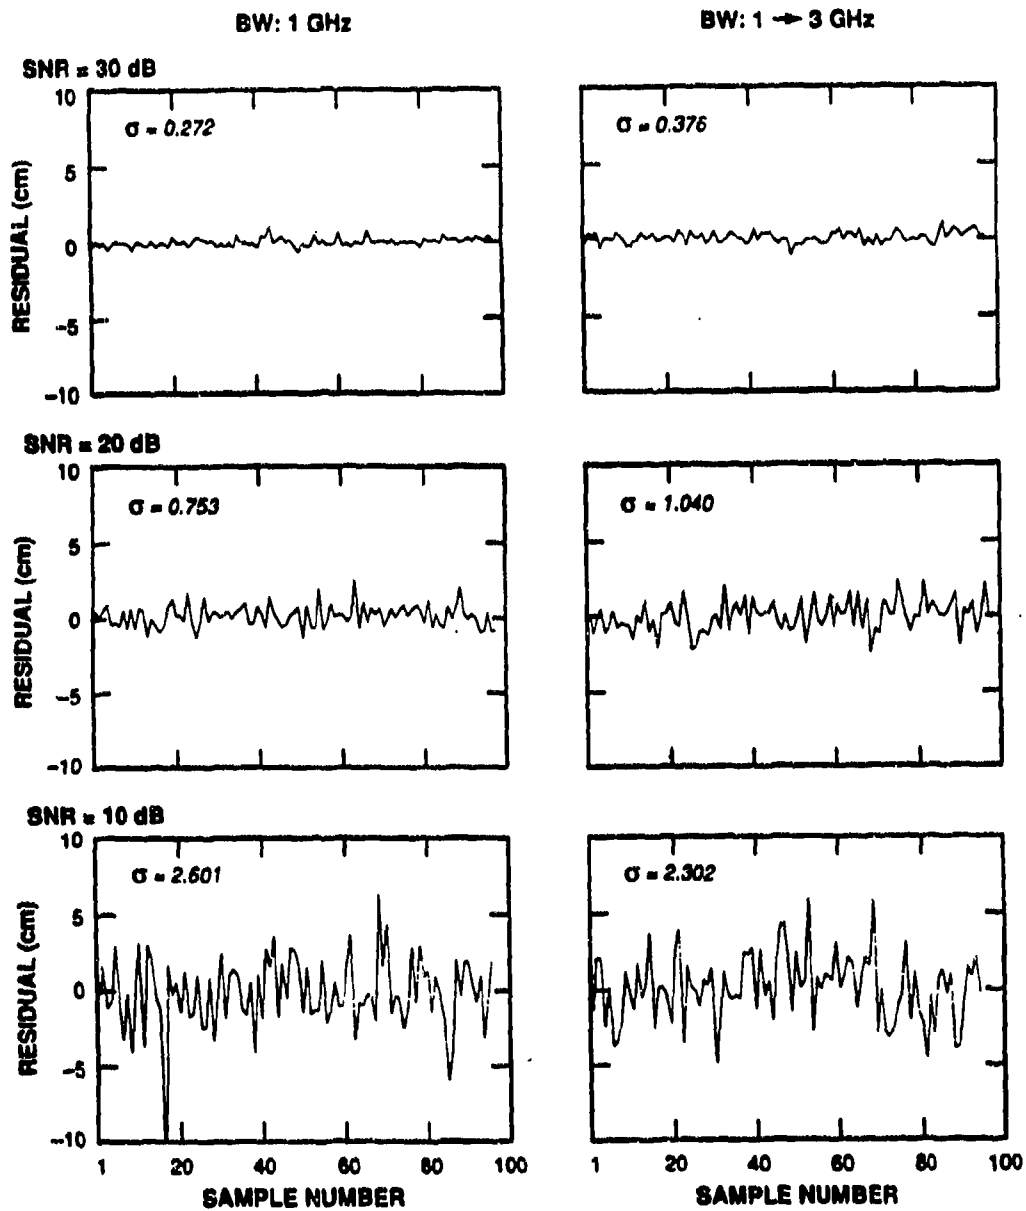 BW: 1 GHz
BW: 1 → 3 GHz
SNR = 30 dB
RESIDUAL (cm)
10
5
0
−5
−10
σ = 0.272
σ = 0.376
SNR = 20 dB
RESIDUAL (cm)
10
5
0
−5
−10
σ = 0.753
σ = 1.040
SNR = 10 dB
RESIDUAL (cm)
10
5
0
−5
−10
σ = 2.601
σ = 2.302
1 20 40 60 80 100
1 20 40 60 80 100
SAMPLE NUMBER
SAMPLE NUMBER